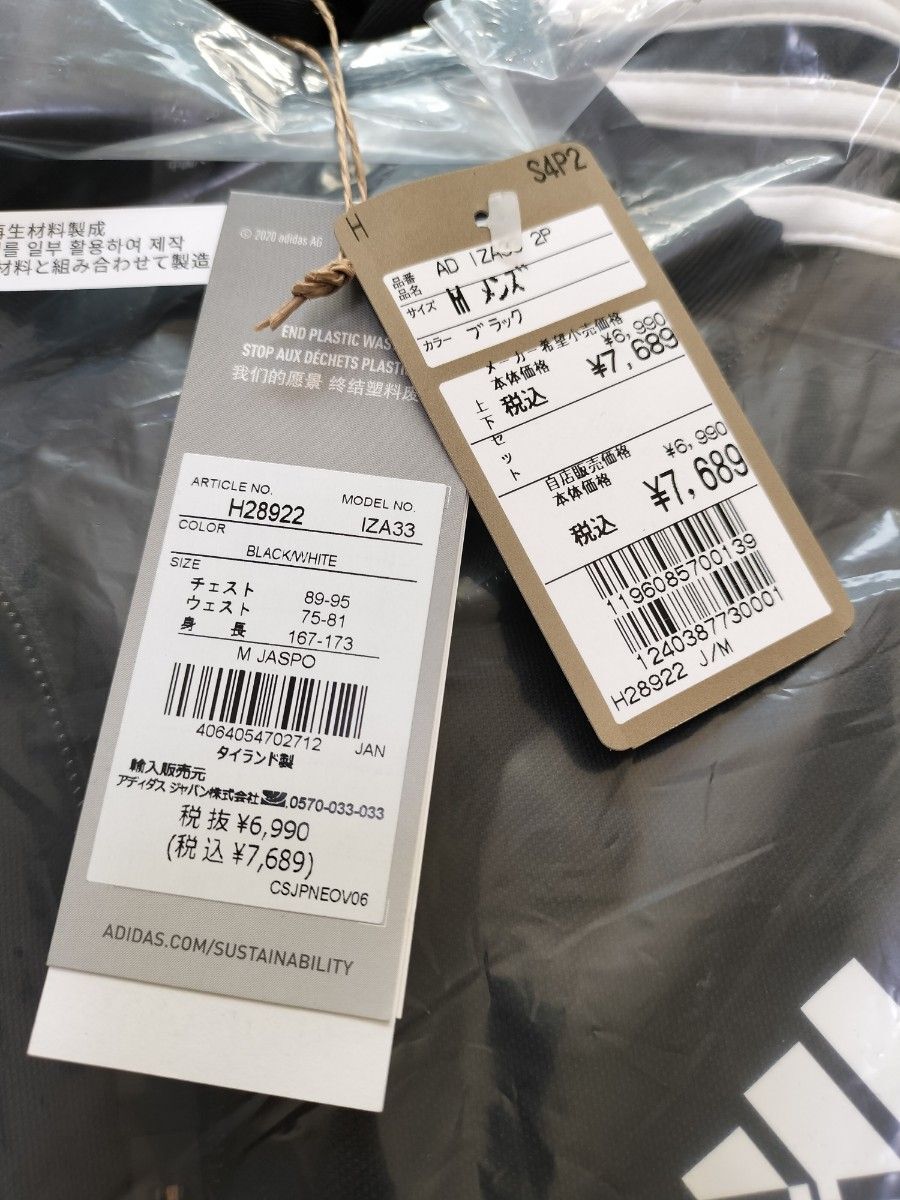 再生材料製成
를 일부 활용하여 제작
材料と組み合わせて製造
© 2020 adidas AG
END PLASTIC WAS
STOP AUX DÉCHETS PLASTI
我们的愿景 终结塑料废
ARTICLE NO.
MODEL NO.
H28922
IZA33
COLOR
BLACK/WHITE
SIZE
チェスト 89-95
ウェスト 75-81
身長 167-173
M JASPO
4064054702712 JAN
タイランド製
輸入販売元
アディダス ジャパン株式会社 0570-033-033
税抜 ¥6,990
(税込 ¥7,689)
CSJPNEOV06
ADIDAS.COM/SUSTAINABILITY
S4P2
H
品番 AD IZA33 2P
品名
サイズ M メンズ
カラー ブラック
メーカー希望小売価格
本体価格 ¥6,990
税込 ¥7,689
上下セット
自店販売価格
本体価格 ¥6,990
税込 ¥7,689
1196085700139
1240387730001
H28922 J/M